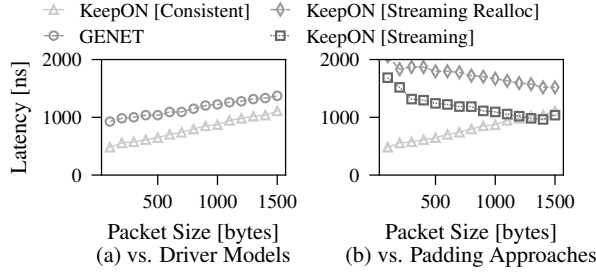 KeepON [Consistent] KeepON [Streaming Realloc]
GENET KeepON [Streaming]
Latency [ns]
2000
1000
0
500 1000 1500
Packet Size [bytes]
(a) vs. Driver Models
2000
1000
0
500 1000 1500
Packet Size [bytes]
(b) vs. Padding Approaches